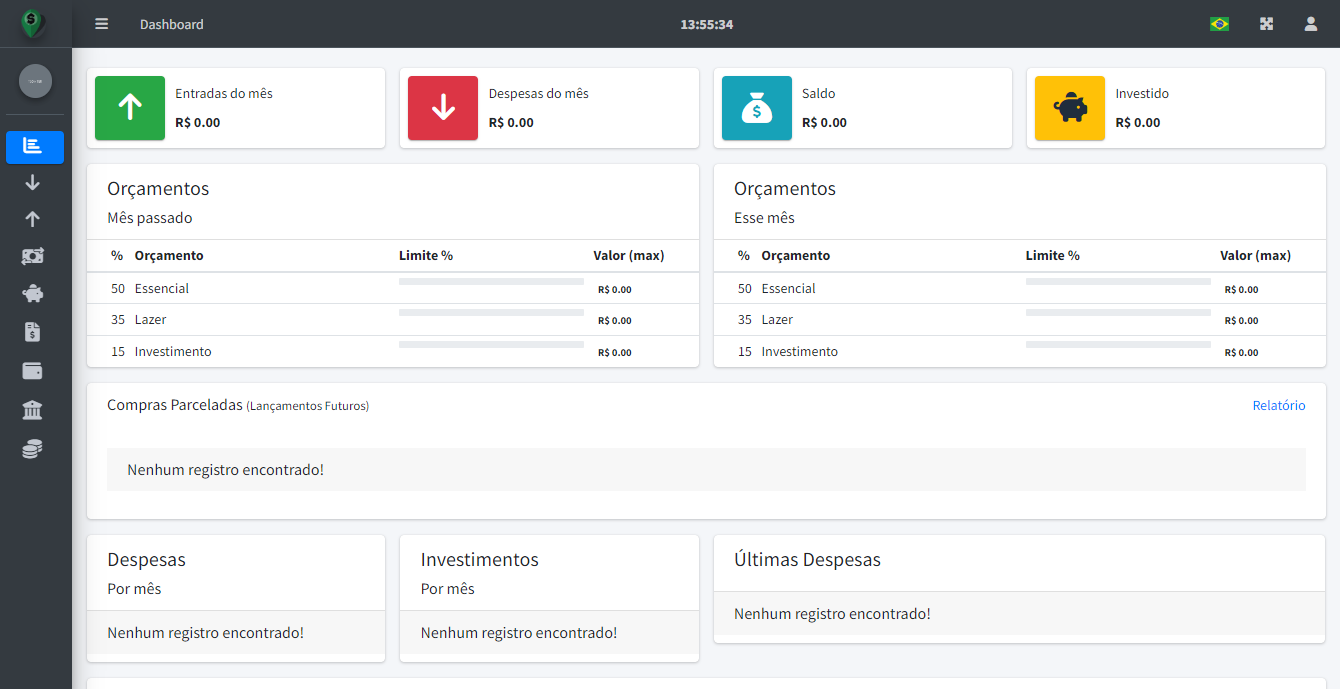 Dashboard
13:55:34
Entradas do mês
R$ 0.00
Despesas do mês
R$ 0.00
Saldo
R$ 0.00
Investido
R$ 0.00
Orçamentos
Mês passado
% Orçamento Limite % Valor (max)
50 Essencial R$ 0.00
35 Lazer R$ 0.00
15 Investimento R$ 0.00
Orçamentos
Esse mês
% Orçamento Limite % Valor (max)
50 Essencial R$ 0.00
35 Lazer R$ 0.00
15 Investimento R$ 0.00
Compras Parceladas (Lançamentos Futuros) Relatório
Nenhum registro encontrado!
Despesas
Por mês
Nenhum registro encontrado!
Investimentos
Por mês
Nenhum registro encontrado!
Últimas Despesas
Nenhum registro encontrado!